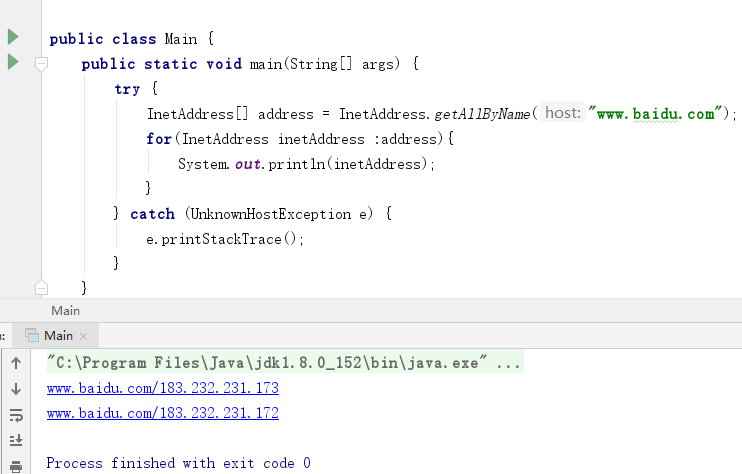 public class Main {
public static void main(String[] args) {
try {
InetAddress[] address = InetAddress.getAllByName( host: "www.baidu.com");
for(InetAddress inetAddress :address){
System.out.println(inetAddress);
}
} catch (UnknownHostException e) {
e.printStackTrace();
}
}
Main
: Main ×
"C:\Program Files\Java\jdk1.8.0_152\bin\java.exe" ...
www.baidu.com/183.232.231.173
www.baidu.com/183.232.231.172
Process finished with exit code 0